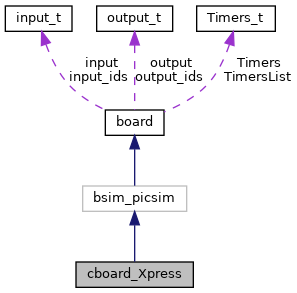 input_t
output_t
Timers_t
input
input_ids
output
output_ids
Timers
TimersList
board
bsim_picsim
cboard_Xpress